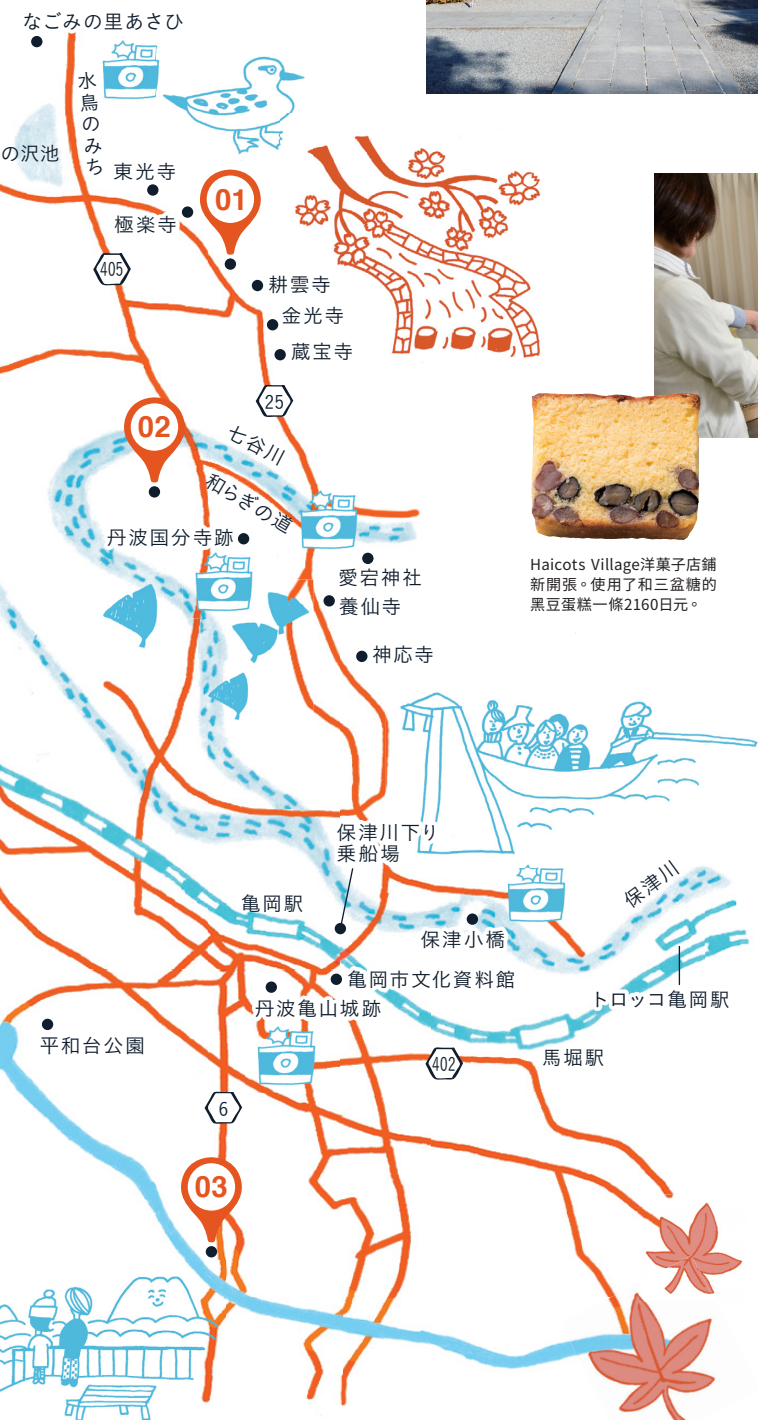 なごみの里あさひ
水鳥のみち
の沢池
東光寺
極楽寺
01
405
耕雲寺
金光寺
蔵宝寺
25
02
七谷川
和らぎの道
丹波国分寺跡
愛宕神社
養仙寺
神応寺
Haicots Village洋菓子店鋪
新開張。使用了和三盆糖的
黑豆蛋糕一條2160日元。
保津川下り
乗船場
亀岡駅
保津小橋
保津川
亀岡市文化資料館
トロッコ亀岡駅
丹波亀山城跡
平和台公園
馬堀駅
402
6
03